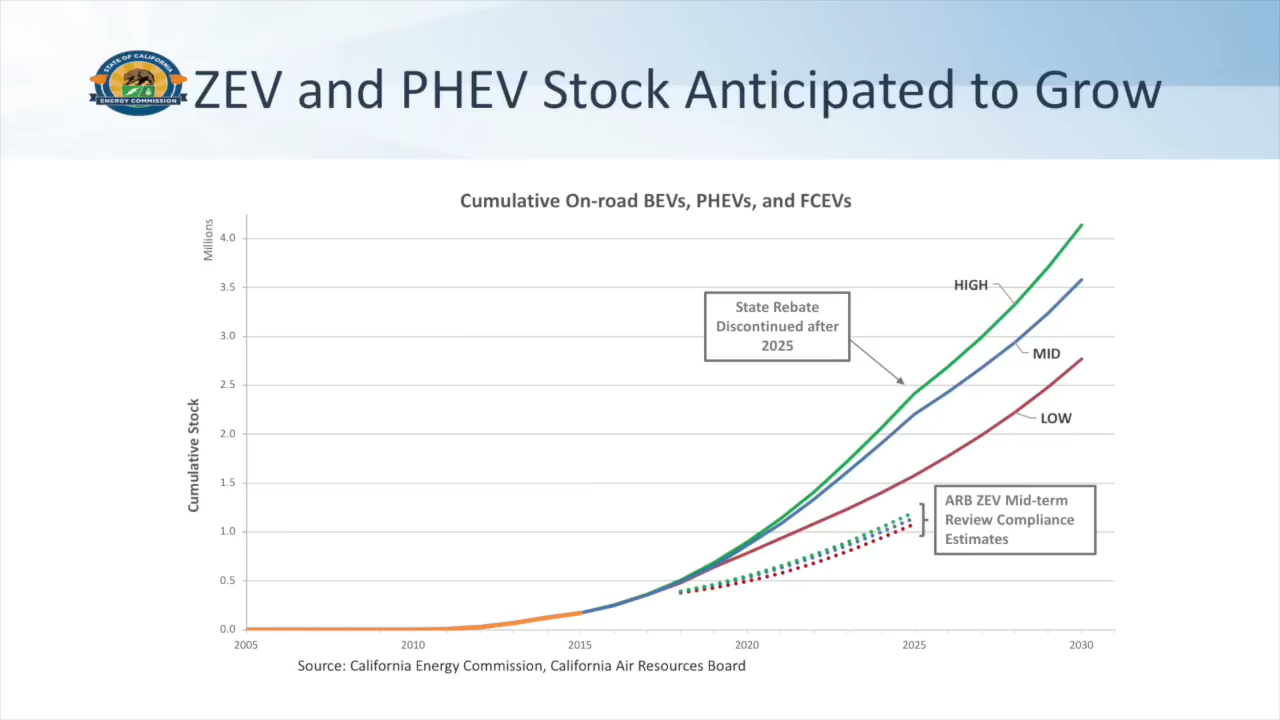 STATE OF CALIFORNIA
ENERGY COMMISSION
ZEV and PHEV Stock Anticipated to Grow
Cumulative On-road BEVs, PHEVs, and FCEVs
Millions
4.0
3.5
3.0
2.5
2.0
1.5
1.0
0.5
0.0
Cumulative Stock
State Rebate
Discontinued after
2025
HIGH
MID
LOW
ARB ZEV Mid-term
Review Compliance
Estimates
2005 2010 2015 2020 2025 2030
Source: California Energy Commission, California Air Resources Board